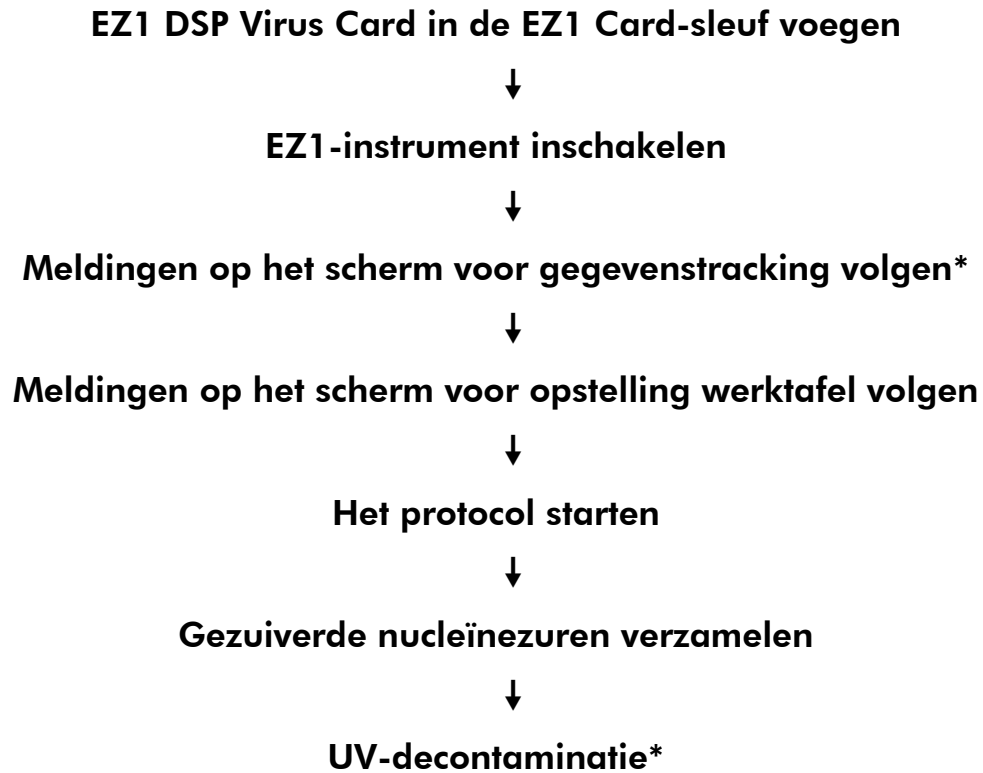 EZ1 DSP Virus Card in de EZ1 Card-sleuf voegen
EZ1-instrument inschakelen
Meldingen op het scherm voor gegevenstracking volgen*
Meldingen op het scherm voor opstelling werktafel volgen
Het protocol starten
Gezuiverde nucleïnezuren verzamelen
UV-decontaminatie*